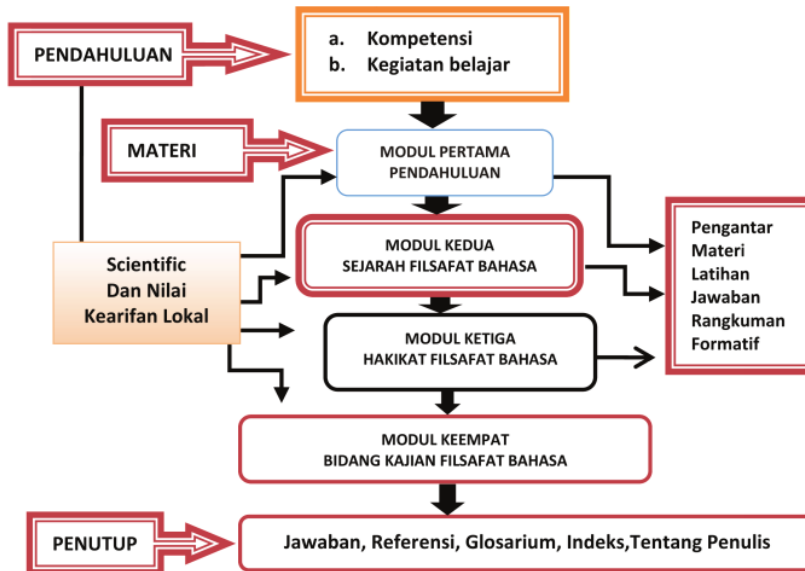 PENDAHULUAN
a. Kompetensi
b. Kegiatan belajar
MATERI
MODUL PERTAMA
PENDAHULUAN
Scientific
Dan Nilai
Kearifan Lokal
MODUL KEDUA
SEJARAH FILSAFAT BAHASA
Pengantar
Materi
Latihan
Jawaban
Rangkuman
Formatif
MODUL KETIGA
HAKIKAT FILSAFAT BAHASA
MODUL KEEMPAT
BIDANG KAJIAN FILSAFAT BAHASA
PENUTUP
Jawaban, Referensi, Glosarium, Indeks,Tentang Penulis